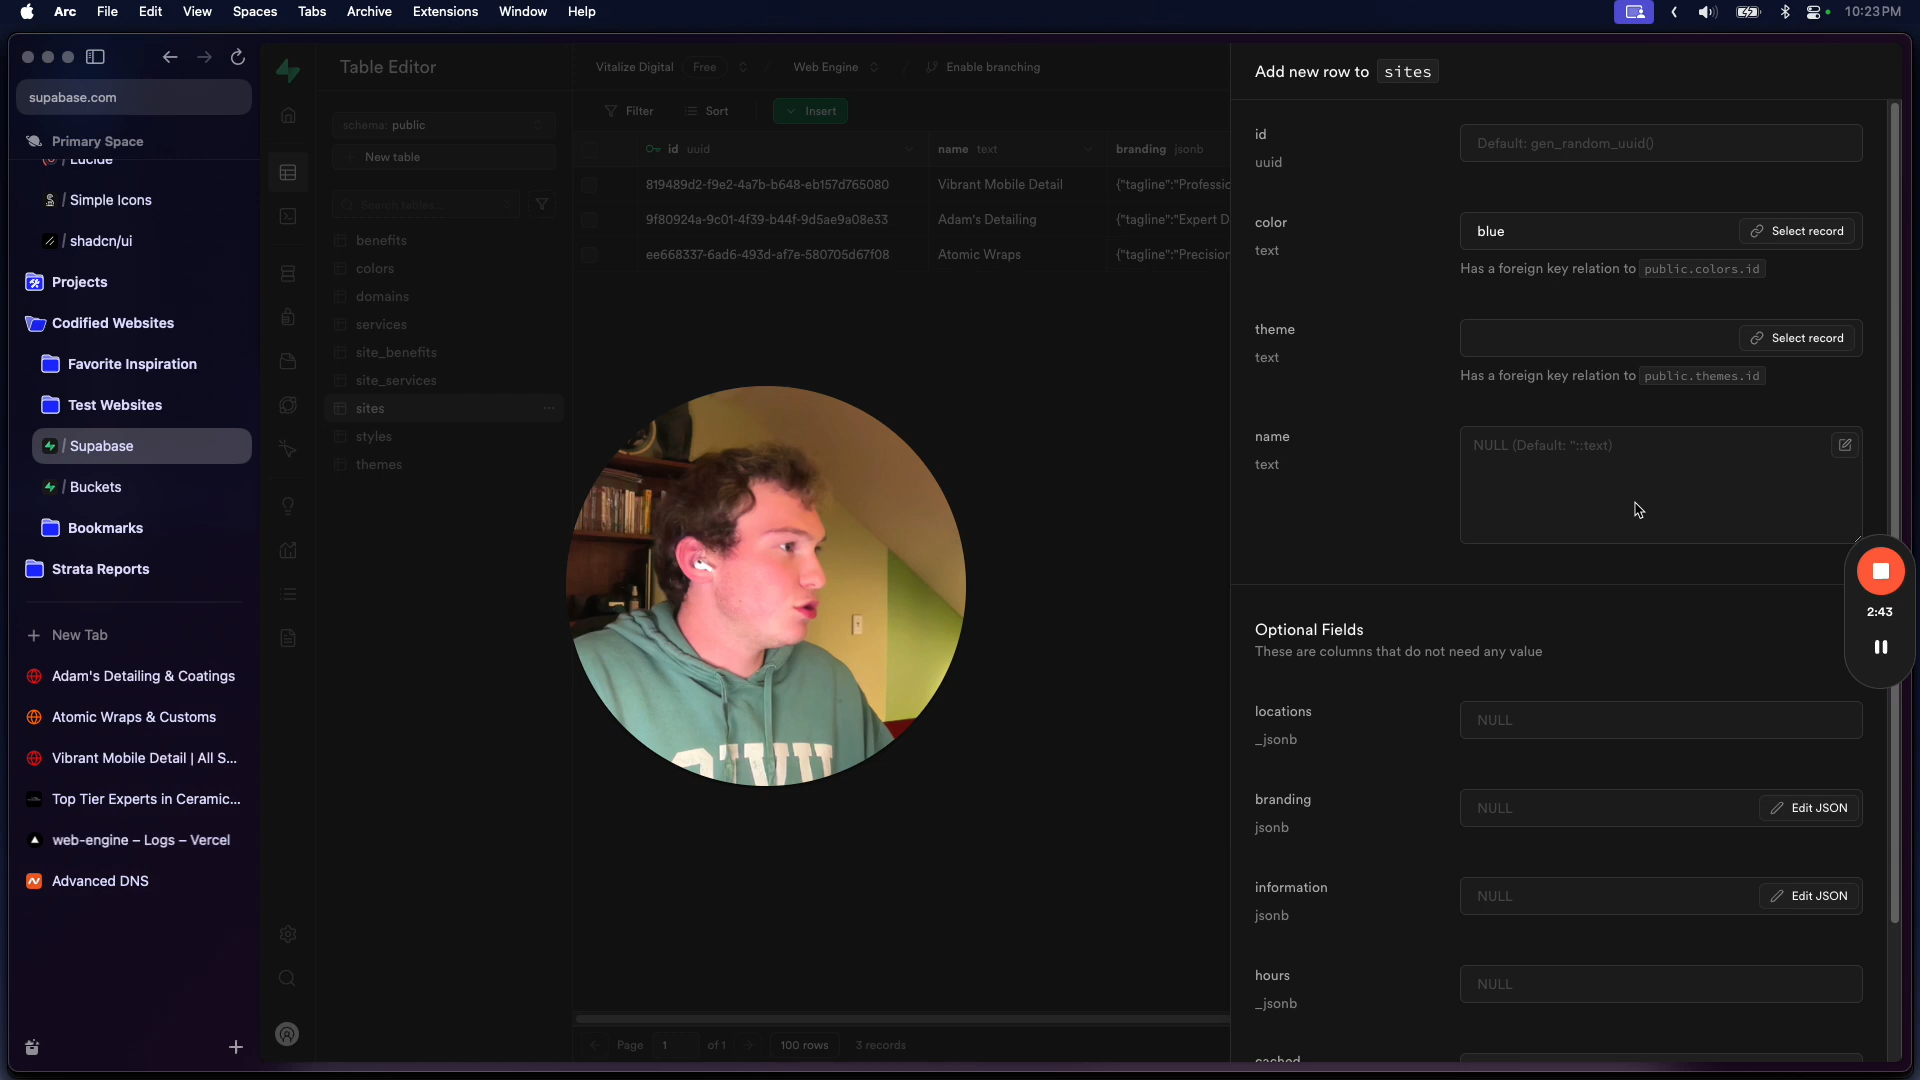 Arc File Edit View Spaces Tabs Archive Extensions Window Help
10:23 PM
supabase.com
Primary Space
/ Lucide
/ Simple Icons
/ shadcn/ui
Projects
Codified Websites
Favorite Inspiration
Test Websites
/ Supabase
/ Buckets
Bookmarks
Strata Reports
New Tab
Adam's Detailing & Coatings
Atomic Wraps & Customs
Vibrant Mobile Detail | All S...
Top Tier Experts in Ceramic...
web-engine – Logs – Vercel
Advanced DNS
Table Editor
schema: public
New table
Search tables...
benefits
colors
domains
services
site_benefits
site_services
sites
styles
themes
Vitalize Digital Free / Web Engine / Enable branching
Filter Sort Insert
id uuid name text branding jsonb
819489d2-f9e2-4a7b-b648-eb157d765080 Vibrant Mobile Detail {"tagline":"Professic
9f80924a-9c01-4f39-b44f-9d5ae9a08e33 Adam's Detailing {"tagline":"Expert D
ee668337-6ad6-493d-af7e-580705d67f08 Atomic Wraps {"tagline":"Precision
Page 1 of 1 100 rows 3 records
Add new row to sites
id
uuid
Default: gen_random_uuid()
color
text
blue
Select record
Has a foreign key relation to public.colors.id
theme
text
Select record
Has a foreign key relation to public.themes.id
name
text
NULL (Default: ''::text)
Optional Fields
These are columns that do not need any value
locations
_jsonb
NULL
branding
jsonb
NULL
Edit JSON
information
jsonb
NULL
Edit JSON
hours
_jsonb
NULL
cached
2:43